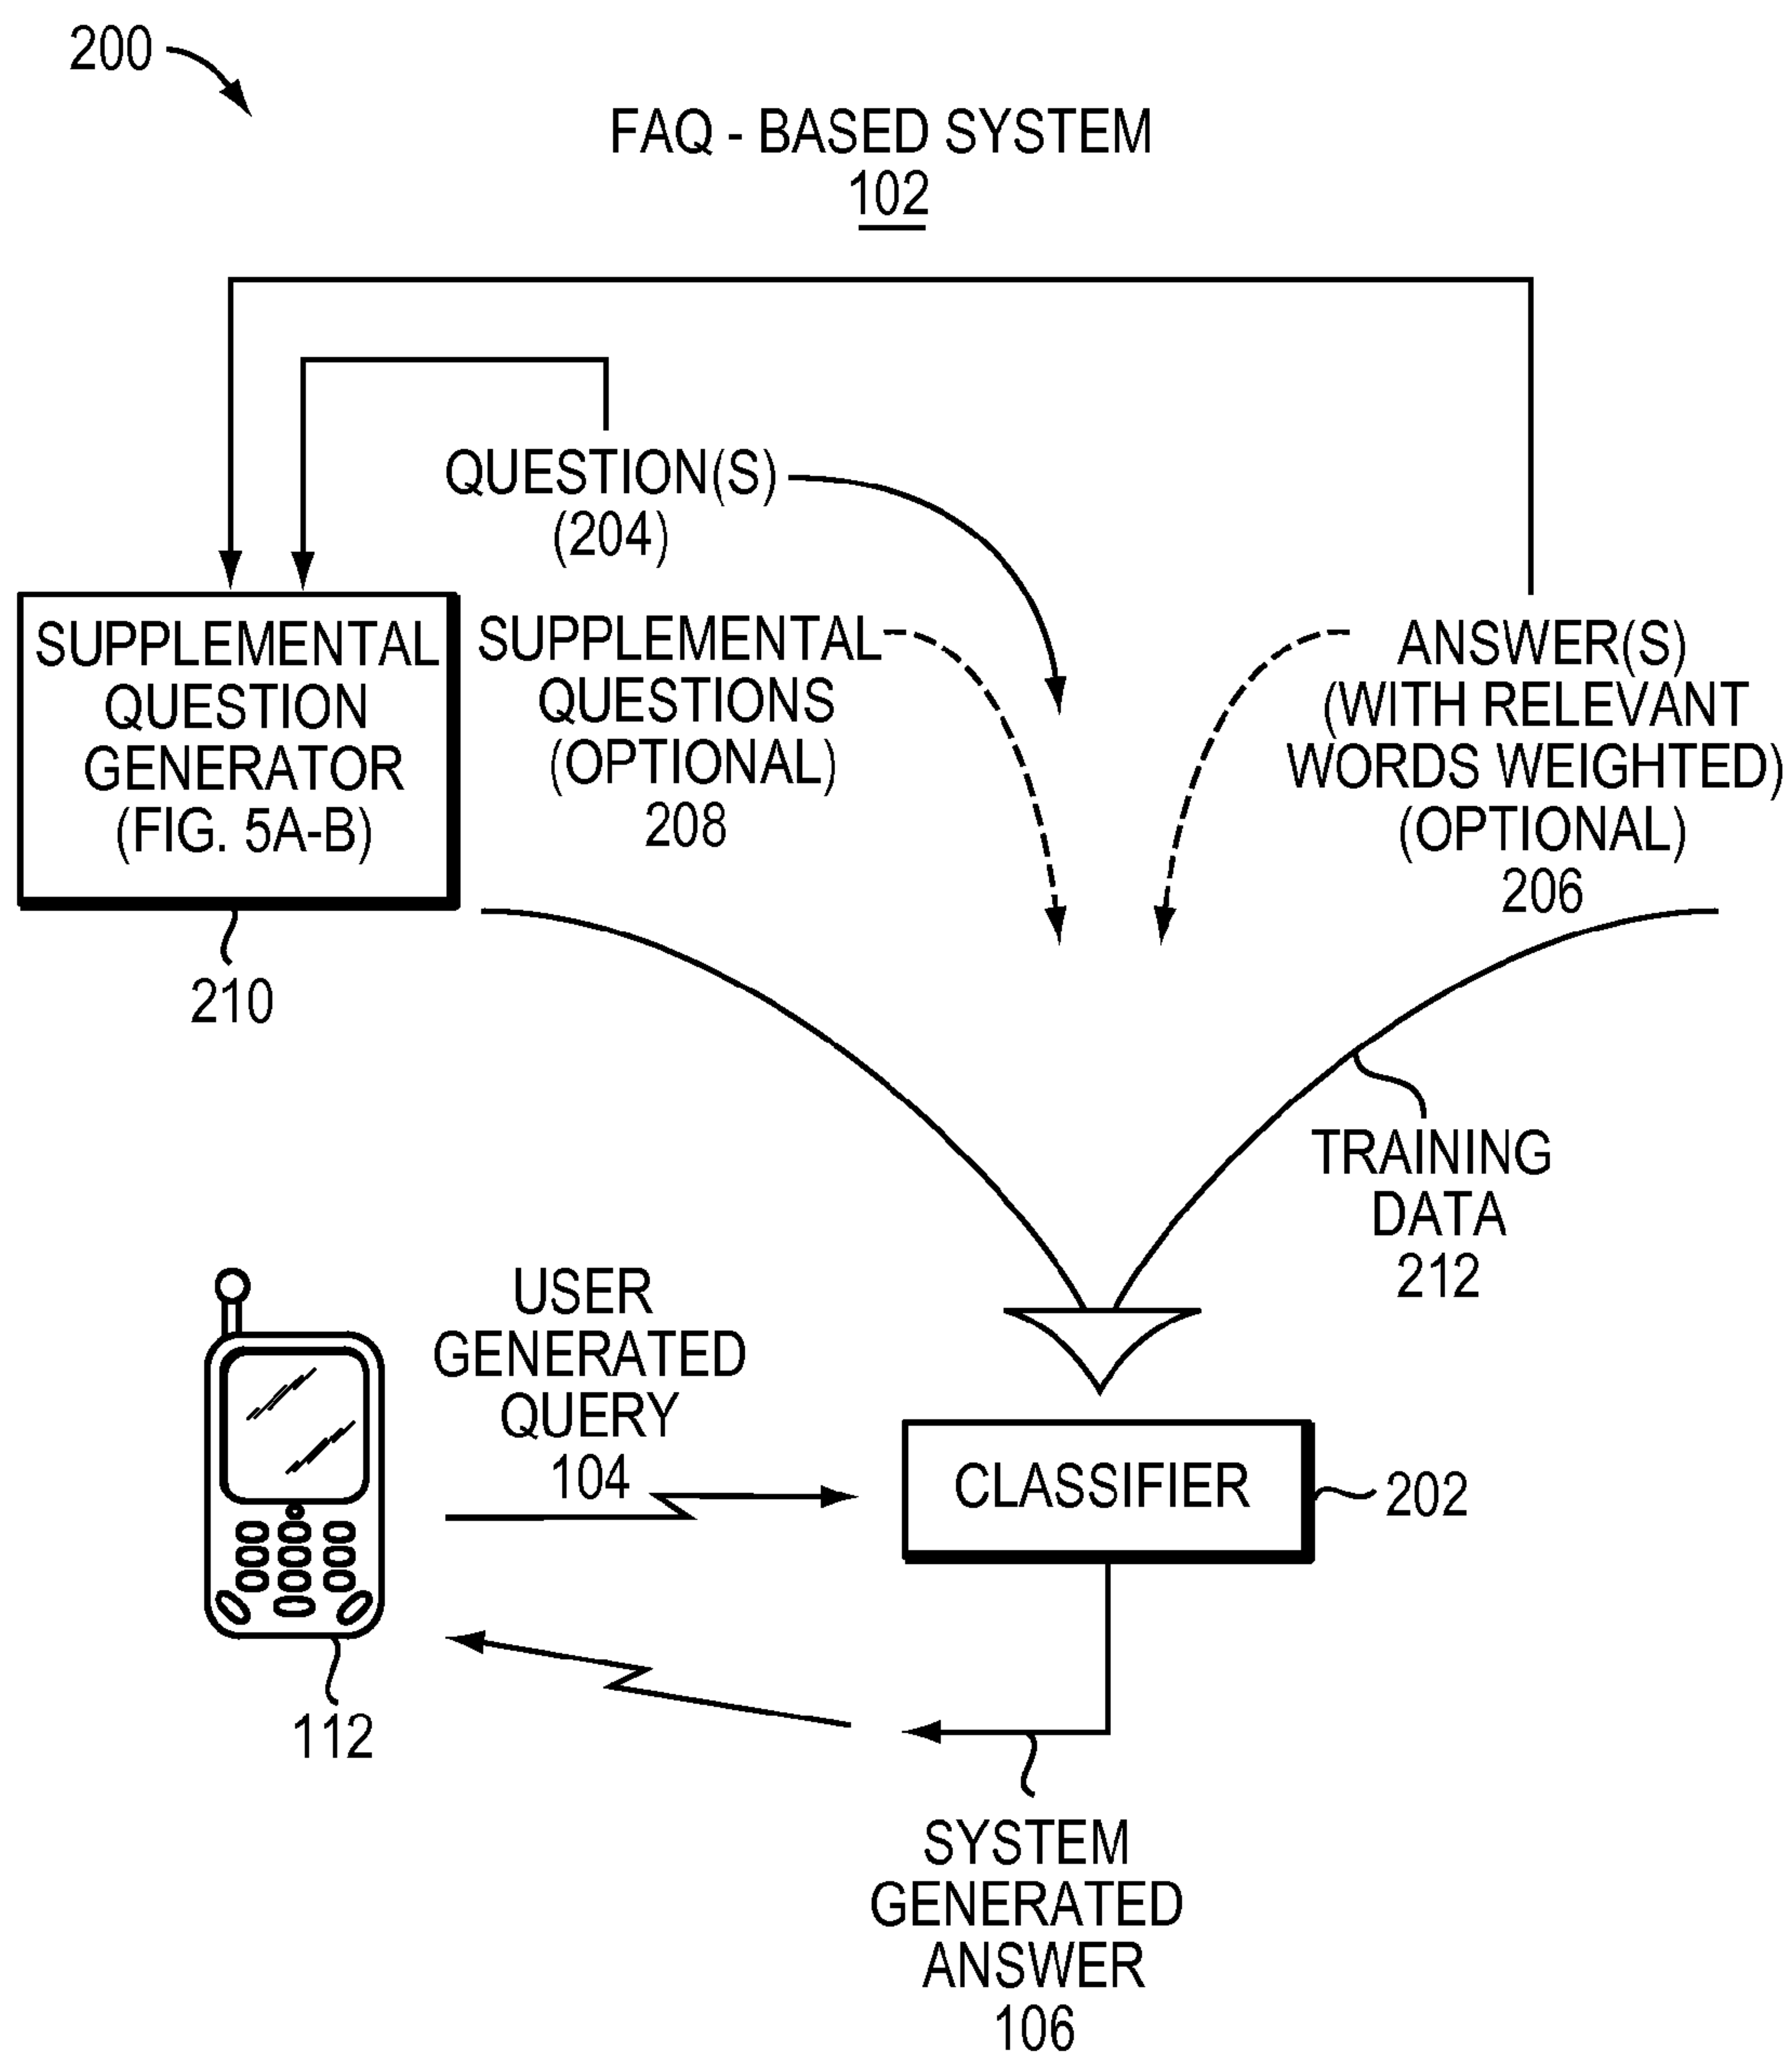 200
FAQ - BASED SYSTEM
102
QUESTION(S)
(204)
SUPPLEMENTAL
QUESTION
GENERATOR
(FIG. 5A-B)
210
SUPPLEMENTAL
QUESTIONS
(OPTIONAL)
208
ANSWER(S)
(WITH RELEVANT
WORDS WEIGHTED)
(OPTIONAL)
206
TRAINING
DATA
212
USER
GENERATED
QUERY
104
CLASSIFIER
202
112
SYSTEM
GENERATED
ANSWER
106